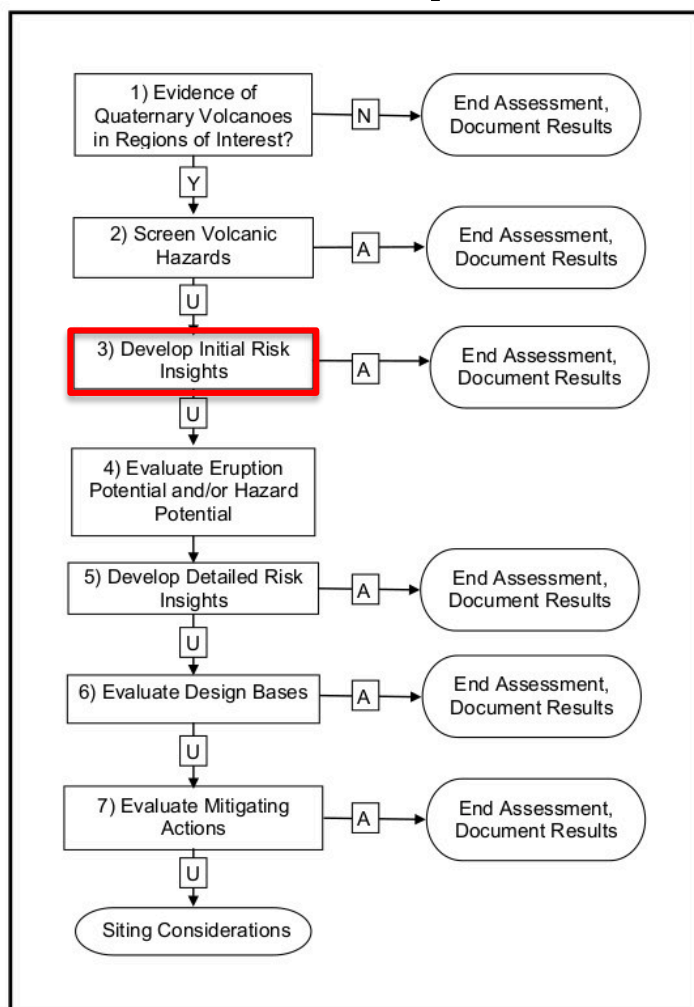 1) Evidence of
Quaternary Volcanoes
in Regions of Interest?
N
End Assessment,
Document Results
Y
2) Screen Volcanic
Hazards
A
End Assessment,
Document Results
U
3) Develop Initial Risk
Insights
A
End Assessment,
Document Results
U
4) Evaluate Eruption
Potential and/or Hazard
Potential
5) Develop Detailed Risk
Insights
A
End Assessment,
Document Results
U
6) Evaluate Design Bases
A
End Assessment,
Document Results
U
7) Evaluate Mitigating
Actions
A
End Assessment,
Document Results
U
Siting Considerations